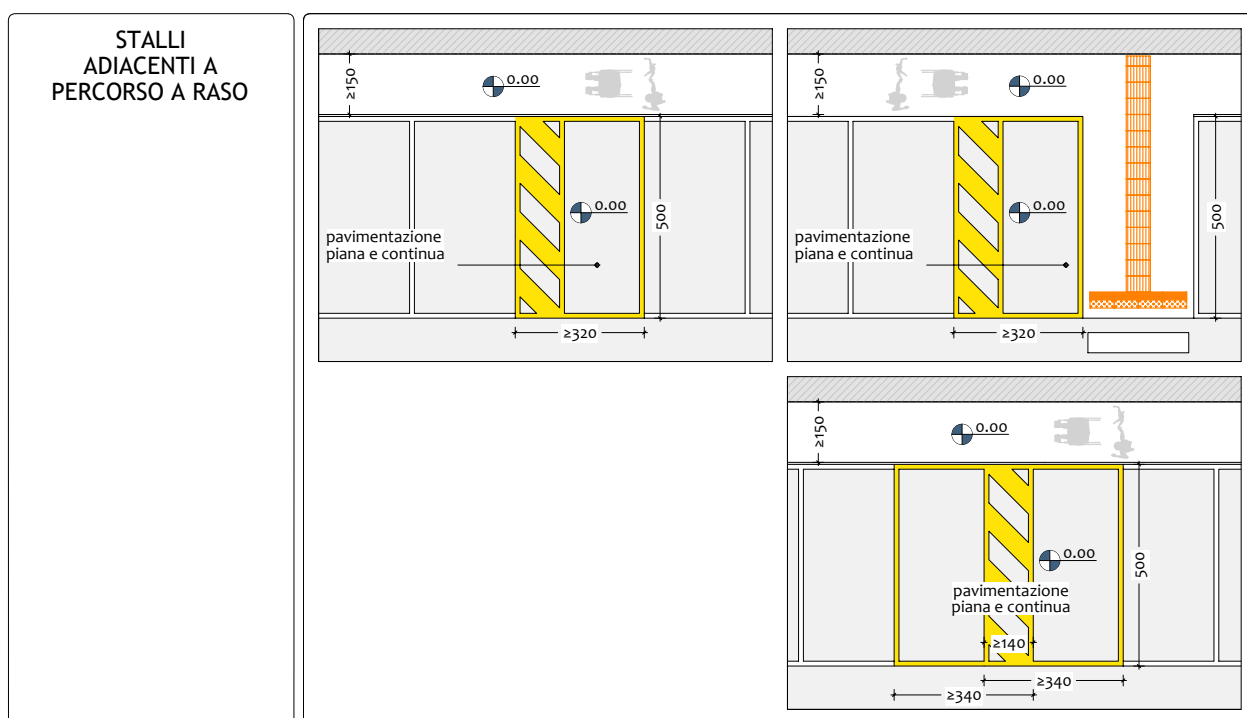 STALLI
ADIACENTI A
PERCORSO A RASO
≥150
0.00
0.00
pavimentazione
piana e continua
500
≥320
≥150
0.00
0.00
pavimentazione
piana e continua
500
≥320
≥150
0.00
0.00
pavimentazione
piana e continua
500
≥140
≥340
≥340